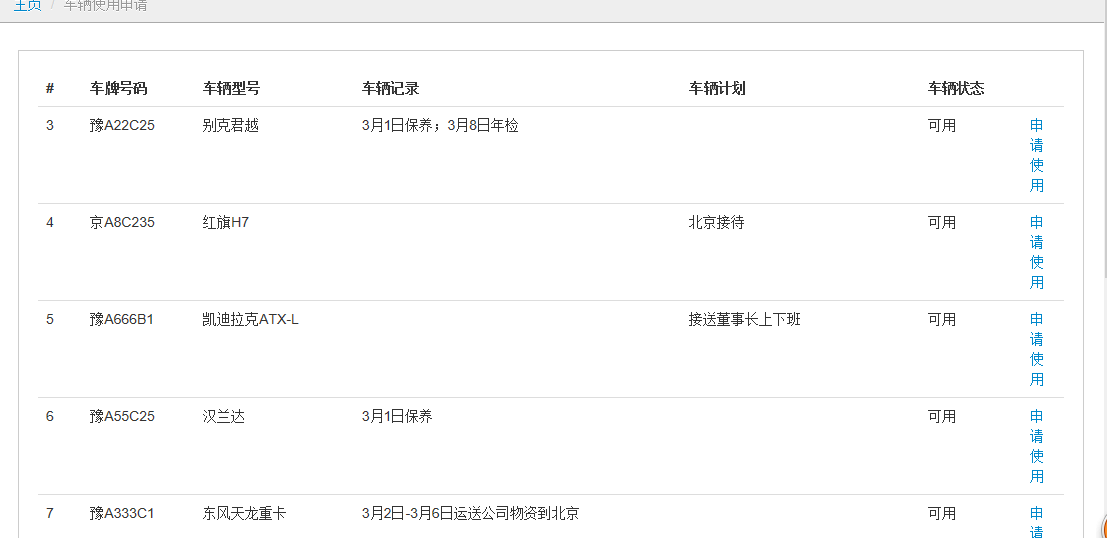 主页 / 车辆使用申请
# 车牌号码 车辆型号 车辆记录 车辆计划 车辆状态
3 豫A22C25 别克君越 3月1日保养；3月8日年检 可用 申请使用
4 京A8C235 红旗H7 北京接待 可用 申请使用
5 豫A666B1 凯迪拉克ATX-L 接送董事长上下班 可用 申请使用
6 豫A55C25 汉兰达 3月1日保养 可用 申请使用
7 豫A333C1 东风天龙重卡 3月2日-3月6日运送公司物资到北京 可用 申请